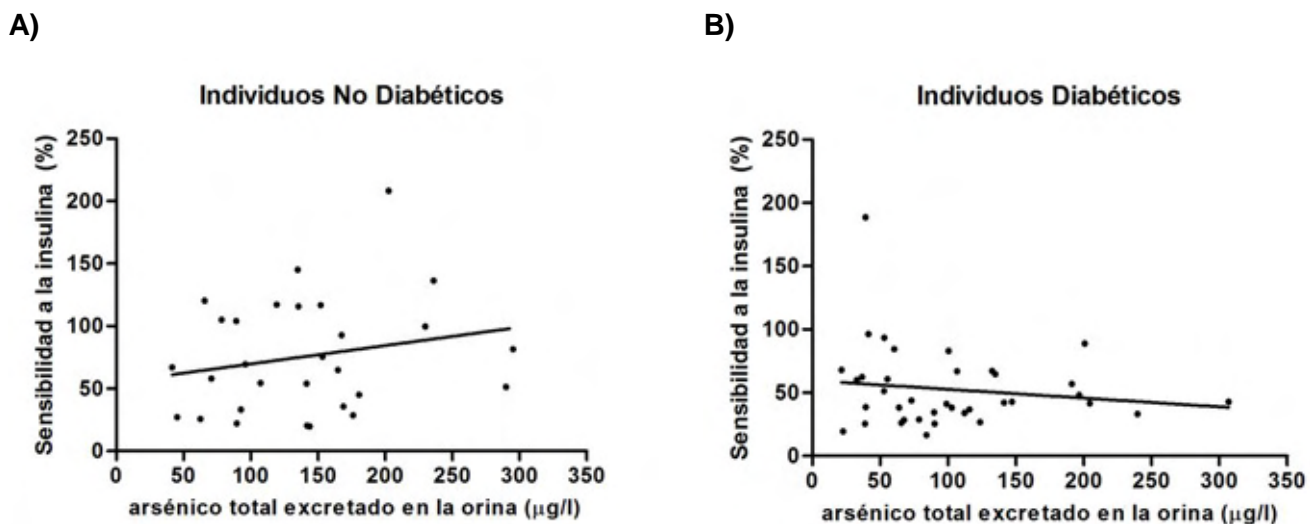 A)
Individuos No Diabéticos
Sensibilidad a la insulina (%)
250
200
150
100
50
0
0 50 100 150 200 250 300 350
arsénico total excretado en la orina (µg/l)
B)
Individuos Diabéticos
Sensibilidad a la insulina (%)
250
200
150
100
50
0
0 50 100 150 200 250 300 350
arsénico total excretado en la orina (µg/l)